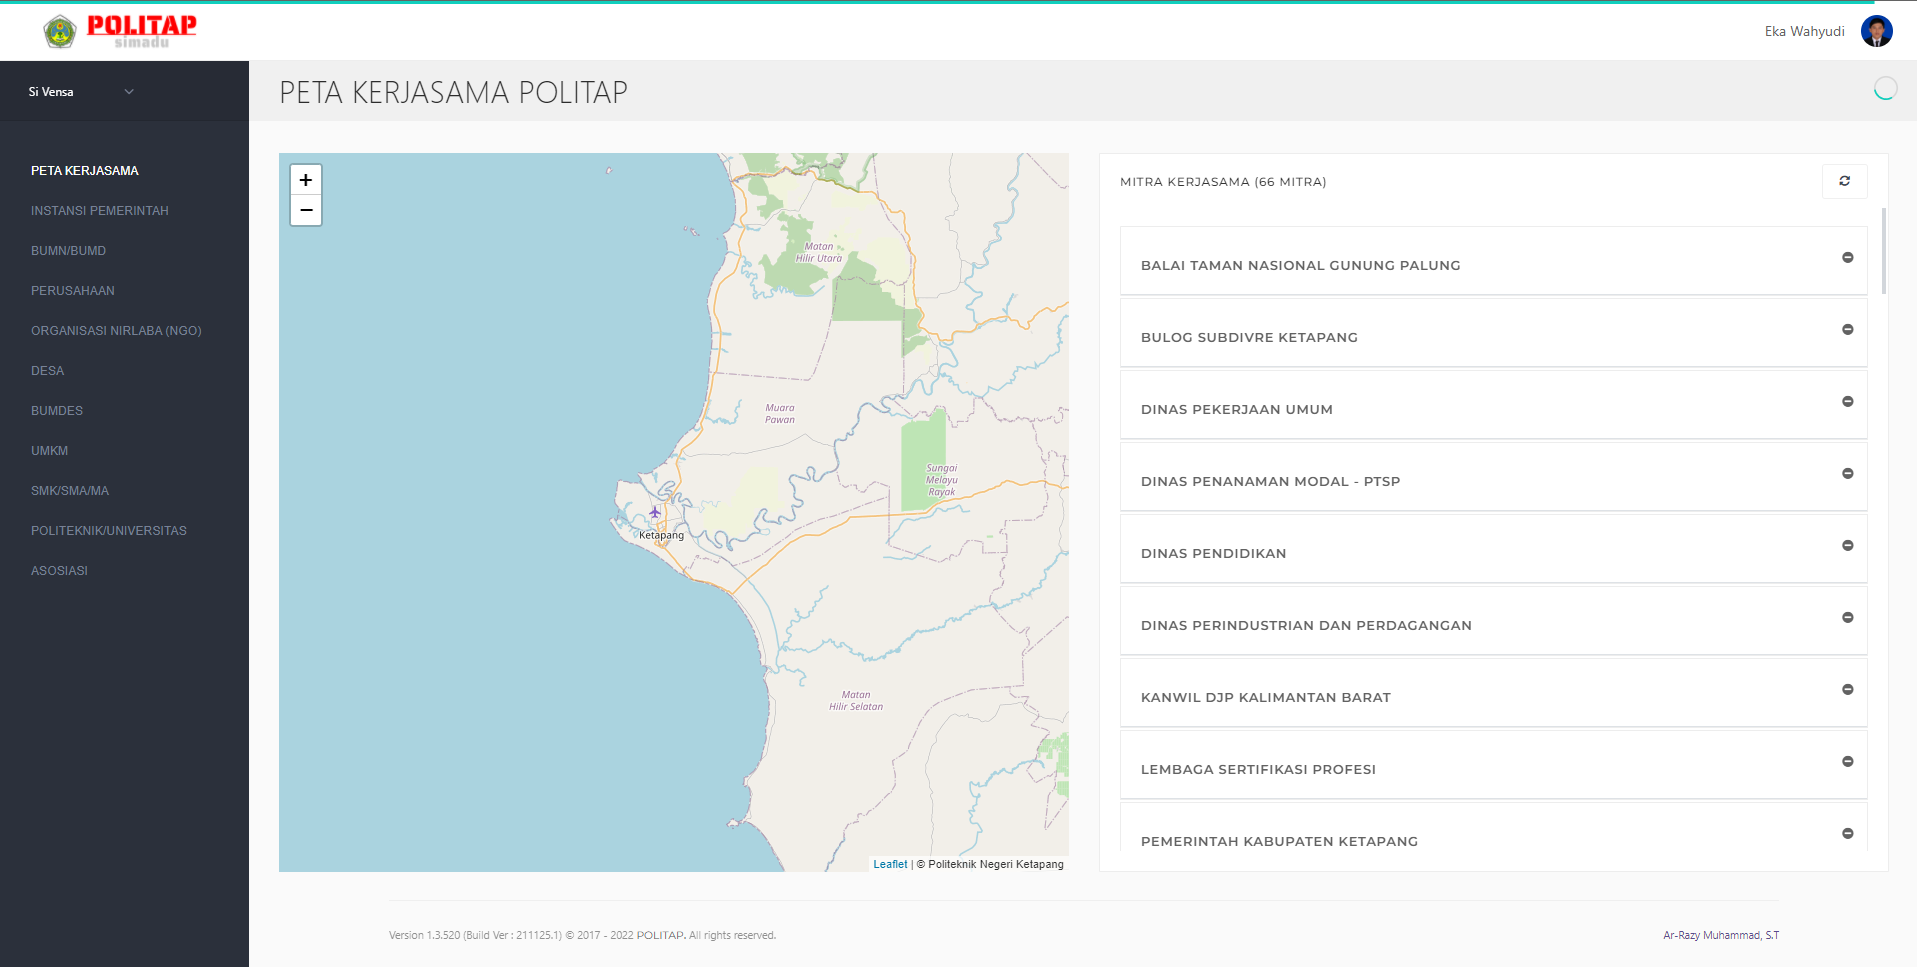 POLITAP
simadu
Eka Wahyudi
Si Vensa
PETA KERJASAMA POLITAP
PETA KERJASAMA
INSTANSI PEMERINTAH
BUMN/BUMD
PERUSAHAAN
ORGANISASI NIRLABA (NGO)
DESA
BUMDES
UMKM
SMK/SMA/MA
POLITEKNIK/UNIVERSITAS
ASOSIASI
+
−
Matan
Hilir Utara
Muara
Pawan
Sungai
Melayu
Rayak
Ketapang
Matan
Hilir Selatan
Leaflet | © Politeknik Negeri Ketapang
MITRA KERJASAMA (66 MITRA)
BALAI TAMAN NASIONAL GUNUNG PALUNG
BULOG SUBDIVRE KETAPANG
DINAS PEKERJAAN UMUM
DINAS PENANAMAN MODAL - PTSP
DINAS PENDIDIKAN
DINAS PERINDUSTRIAN DAN PERDAGANGAN
KANWIL DJP KALIMANTAN BARAT
LEMBAGA SERTIFIKASI PROFESI
PEMERINTAH KABUPATEN KETAPANG
Version 1.3.520 (Build Ver : 211125.1) © 2017 - 2022 POLITAP. All rights reserved.
Ar-Razy Muhammad, S.T